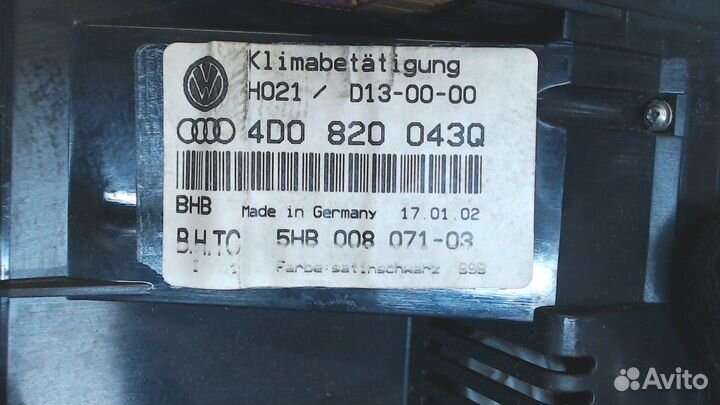 Klimabetätigung
H021 / D13-00-00
4D0 820 043Q
BHB Made in Germany 17.01.02
B.H.TC 5HB 008 071-03
Farbe:satinschwarz
Avito